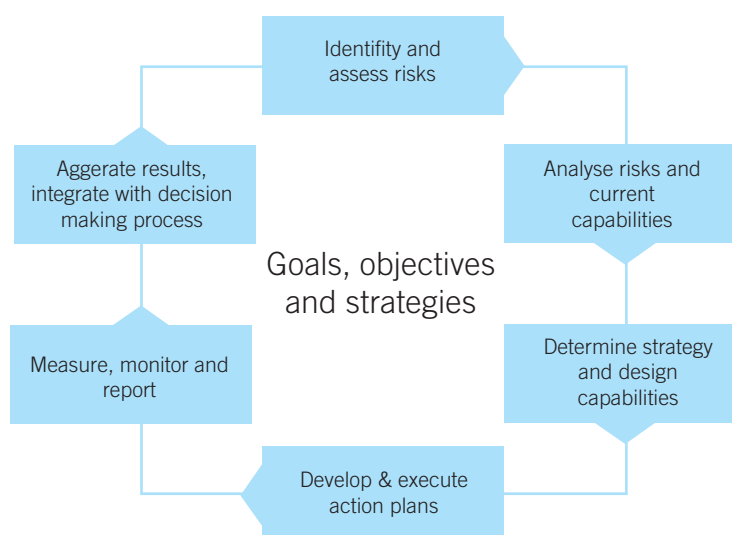 Identifity and
assess risks
Analyse risks and
current
capabilities
Determine strategy
and design
capabilities
Develop & execute
action plans
Measure, monitor and
report
Aggerate results,
integrate with decision
making process
Goals, objectives
and strategies